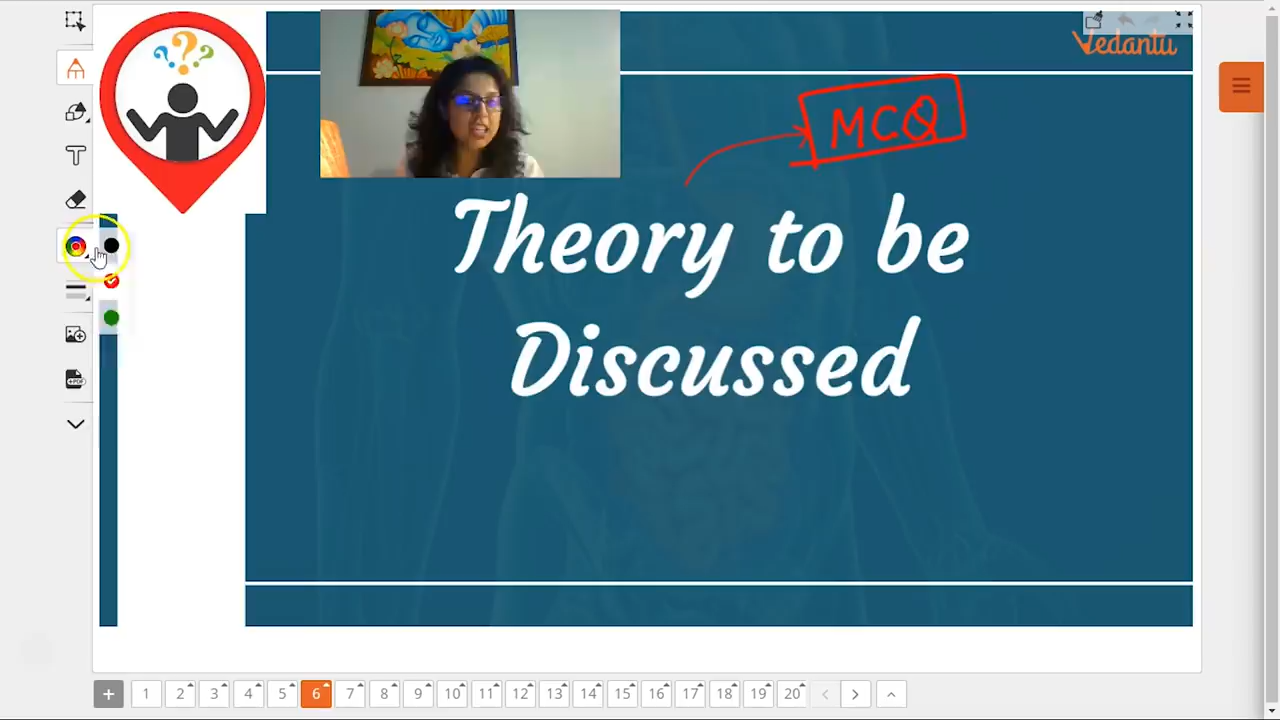 ? ? ?
Vedantu
MCQ
Theory to be
Discussed
T
+PDF
+ 1 2 3 4 5 6 7 8 9 10 11 12 13 14 15 16 17 18 19 20 < >